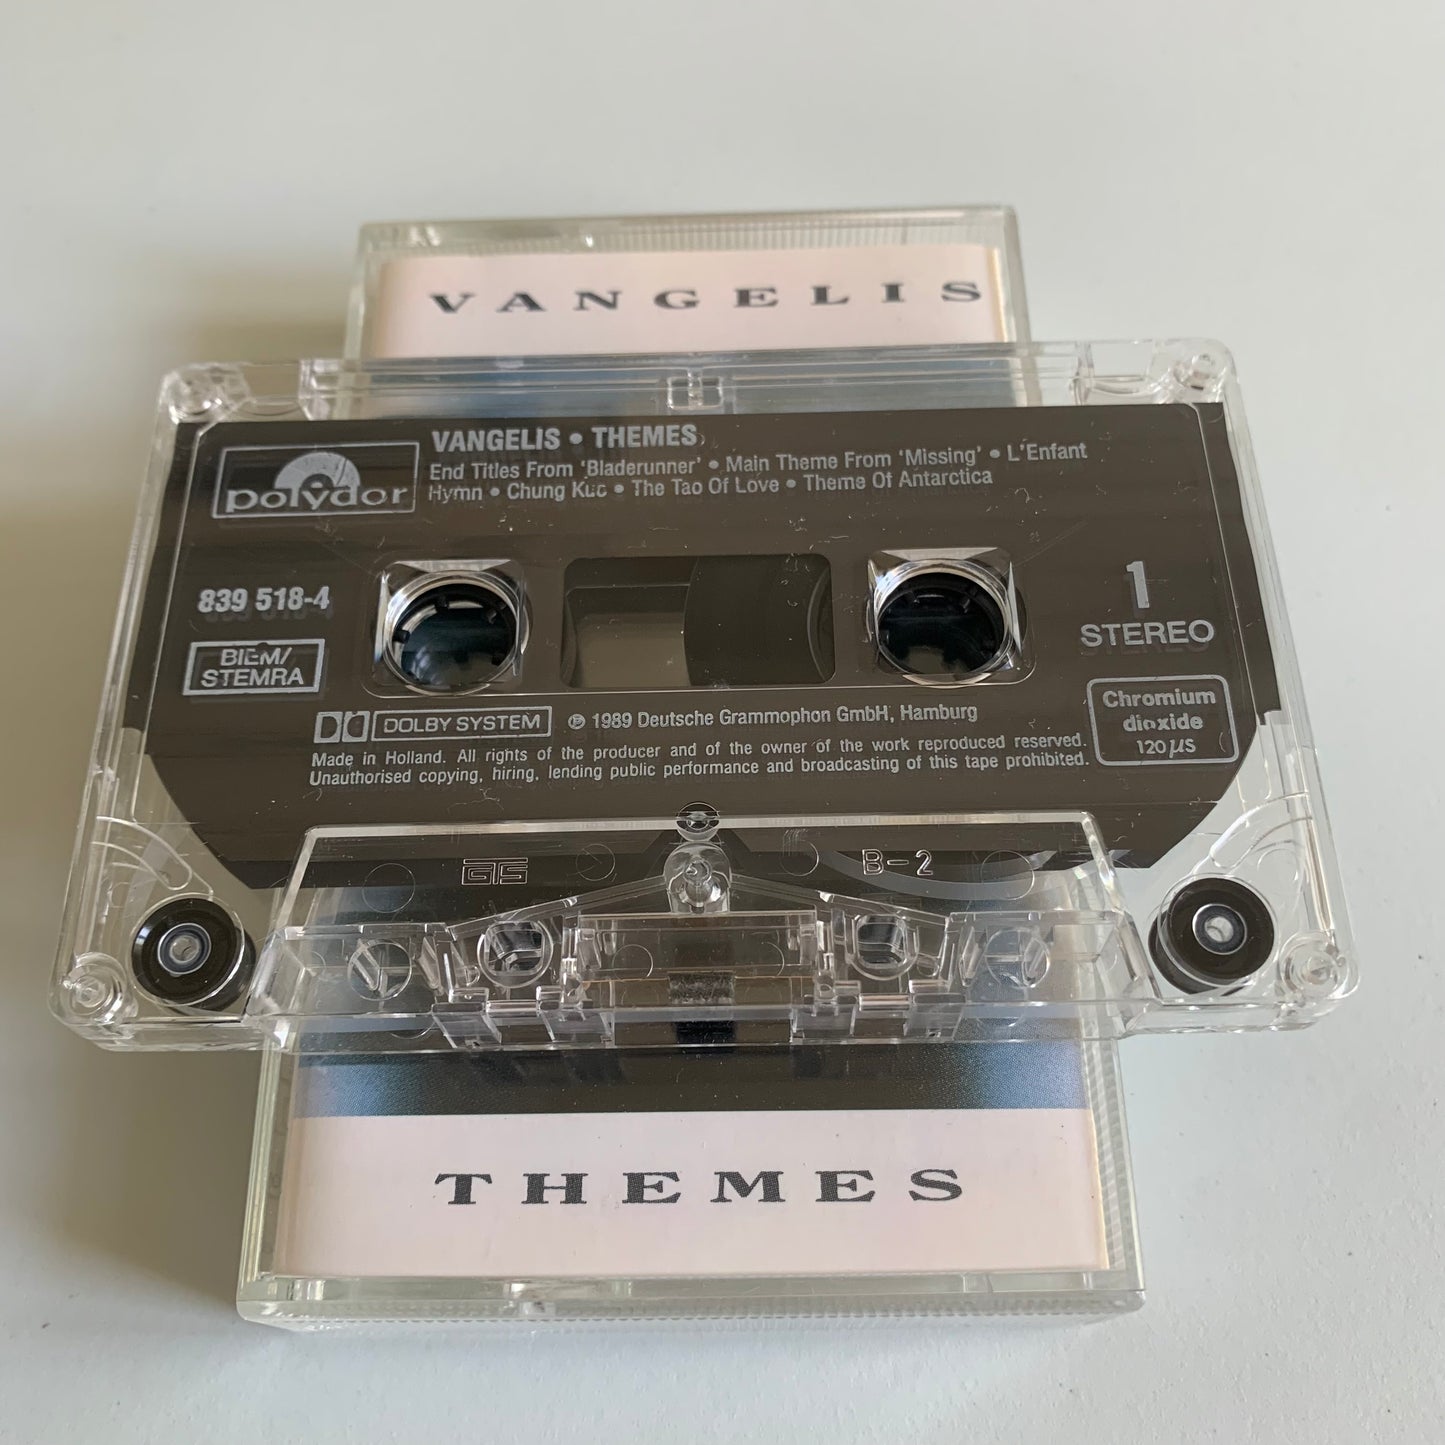 VANGELIS
polydor
VANGELIS • THEMES
End Titles From ‘Bladerunner’ • Main Theme From ‘Missing’ • L’Enfant
Hymn • Chung Kuo • The Tao Of Love • Theme Of Antarctica
839 518-4
BIEM/
STEMRA
1
STEREO
DOLBY SYSTEM
℗ 1989 Deutsche Grammophon GmbH, Hamburg
Made in Holland. All rights of the producer and of the owner of the work reproduced reserved.
Unauthorised copying, hiring, lending public performance and broadcasting of this tape prohibited.
Chromium
dioxide
120 µS
B-2
THEMES